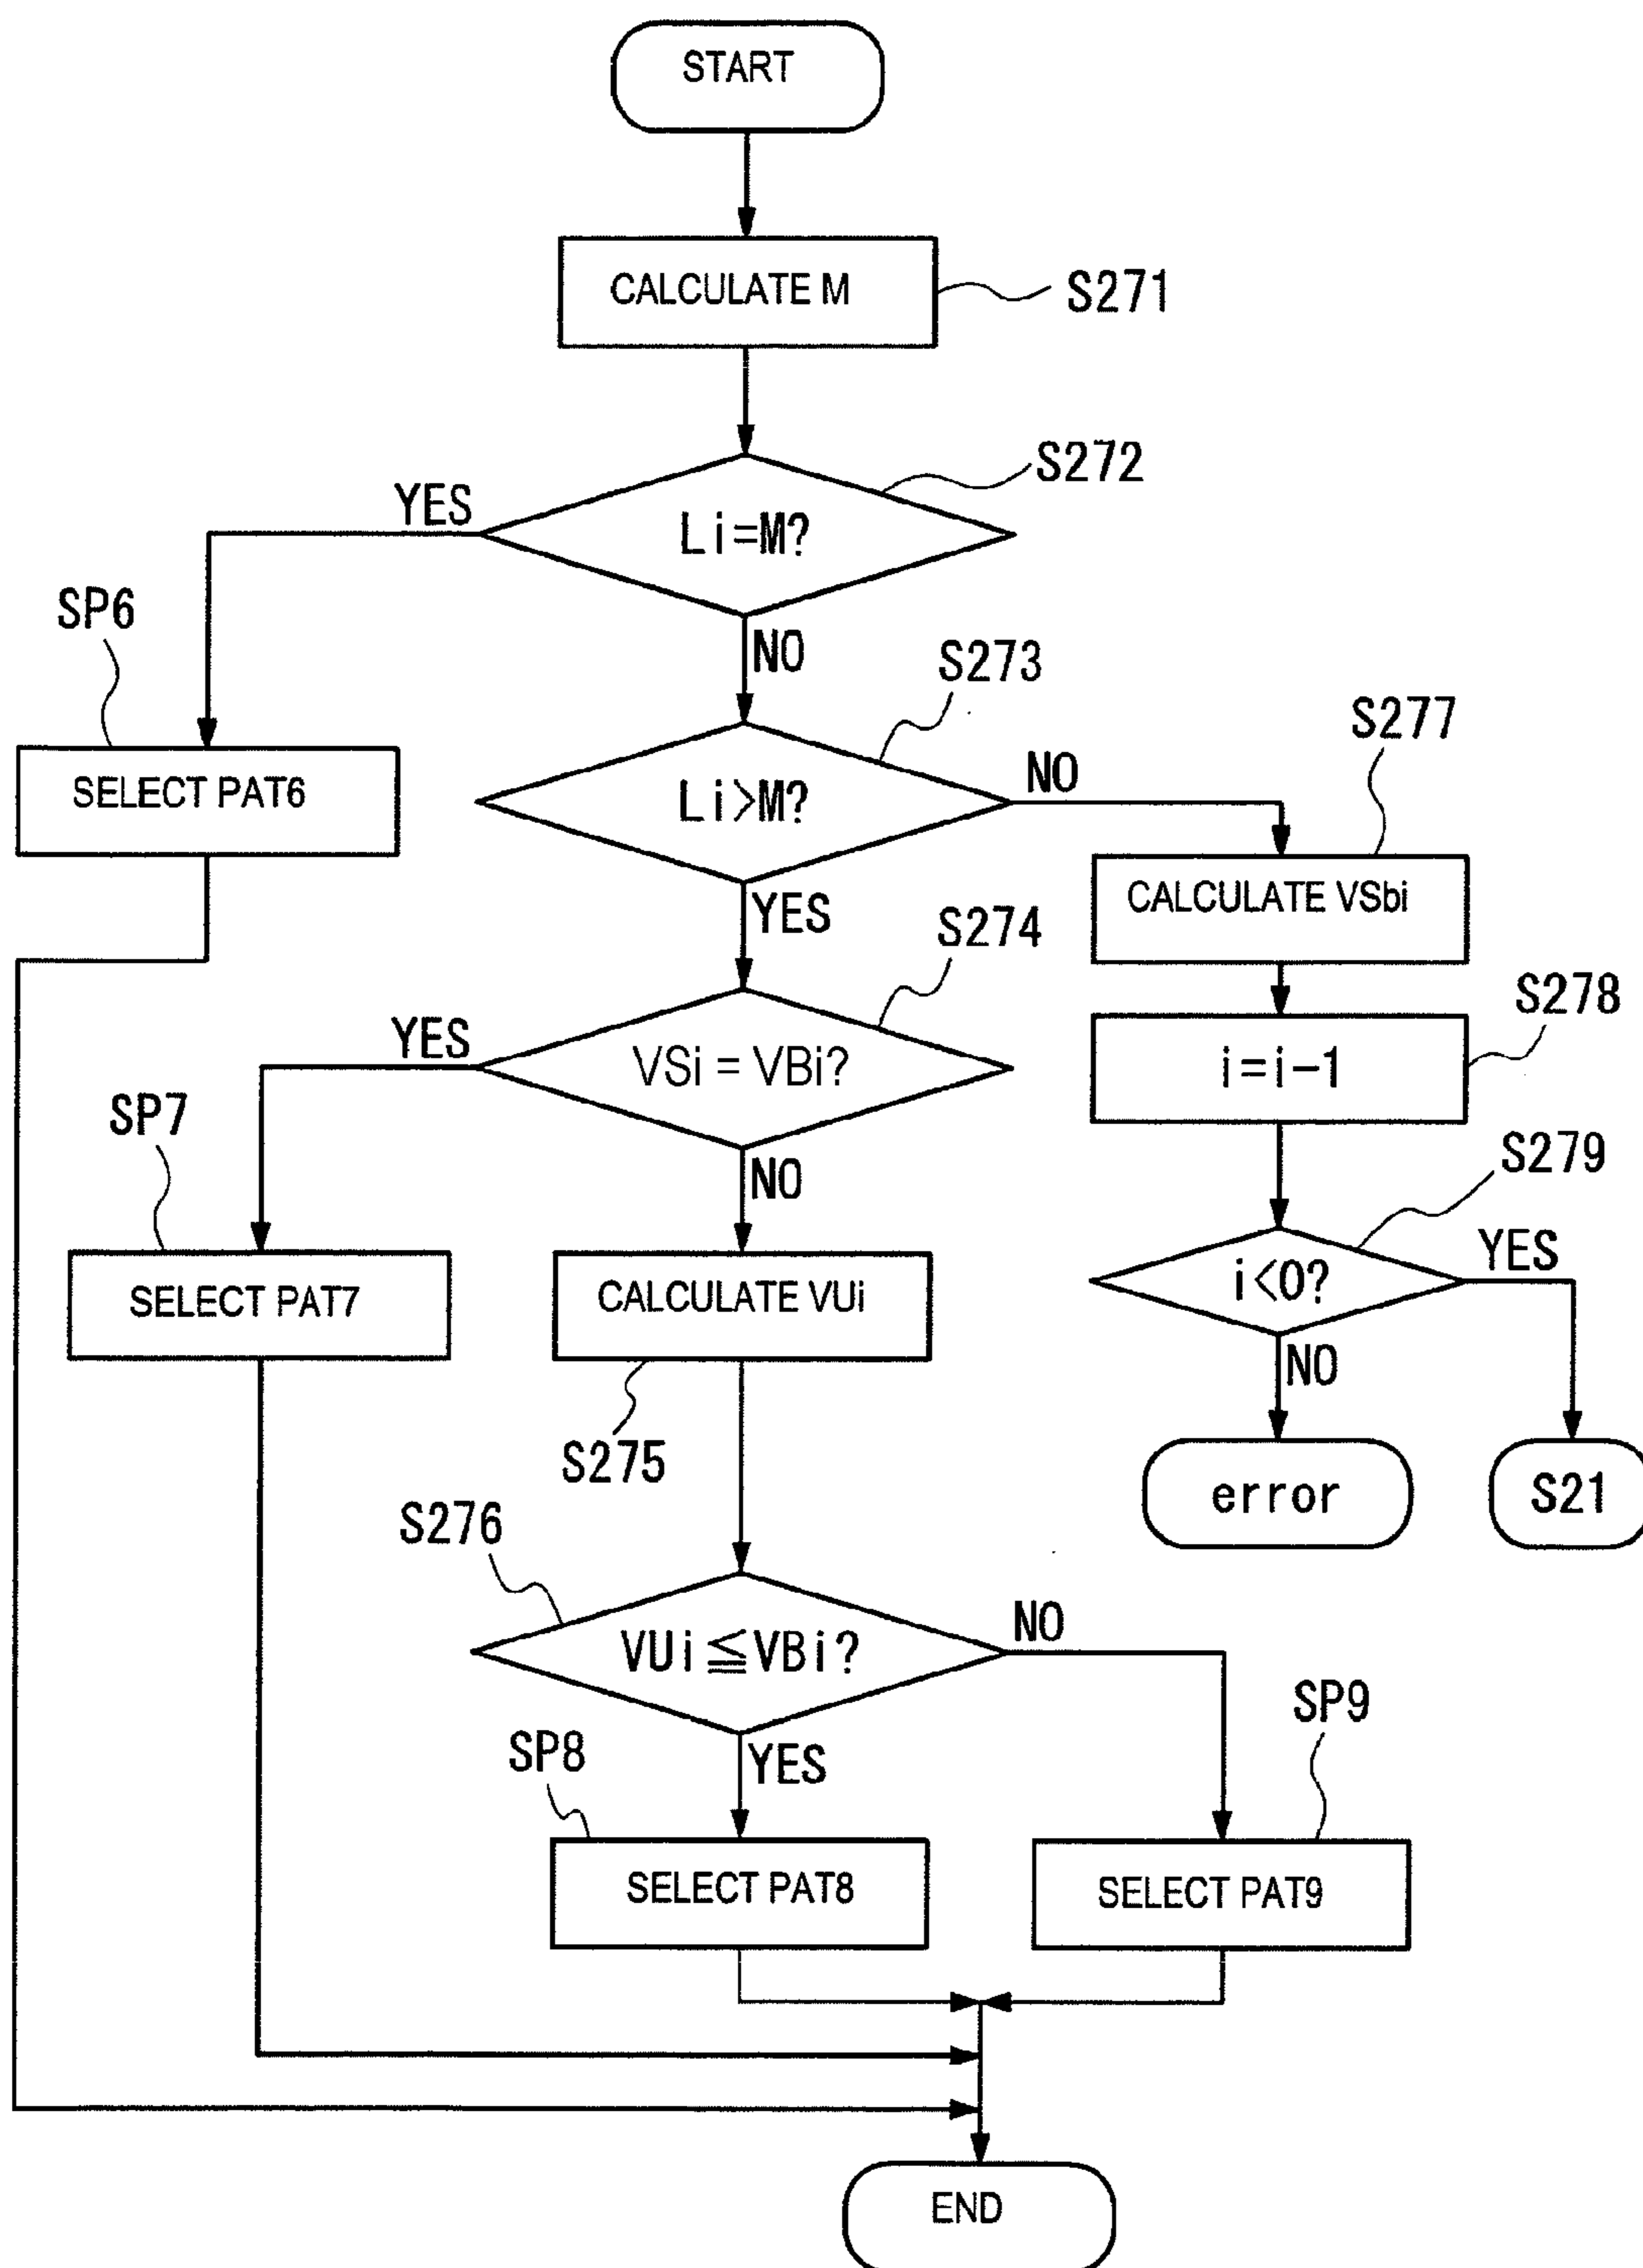 START
CALCULATE M
S271
S272
YES
Li=M?
SP6
NO
S273
S277
SELECT PAT6
Li>M?
NO
CALCULATE VSbi
YES
S274
S278
YES
VSi = VBi?
i=i-1
SP7
NO
S279
SELECT PAT7
CALCULATE VUi
i<0?
YES
NO
S275
error
S21
S276
VUi≦VBi?
NO
SP9
SP8
YES
SELECT PAT8
SELECT PAT9
END